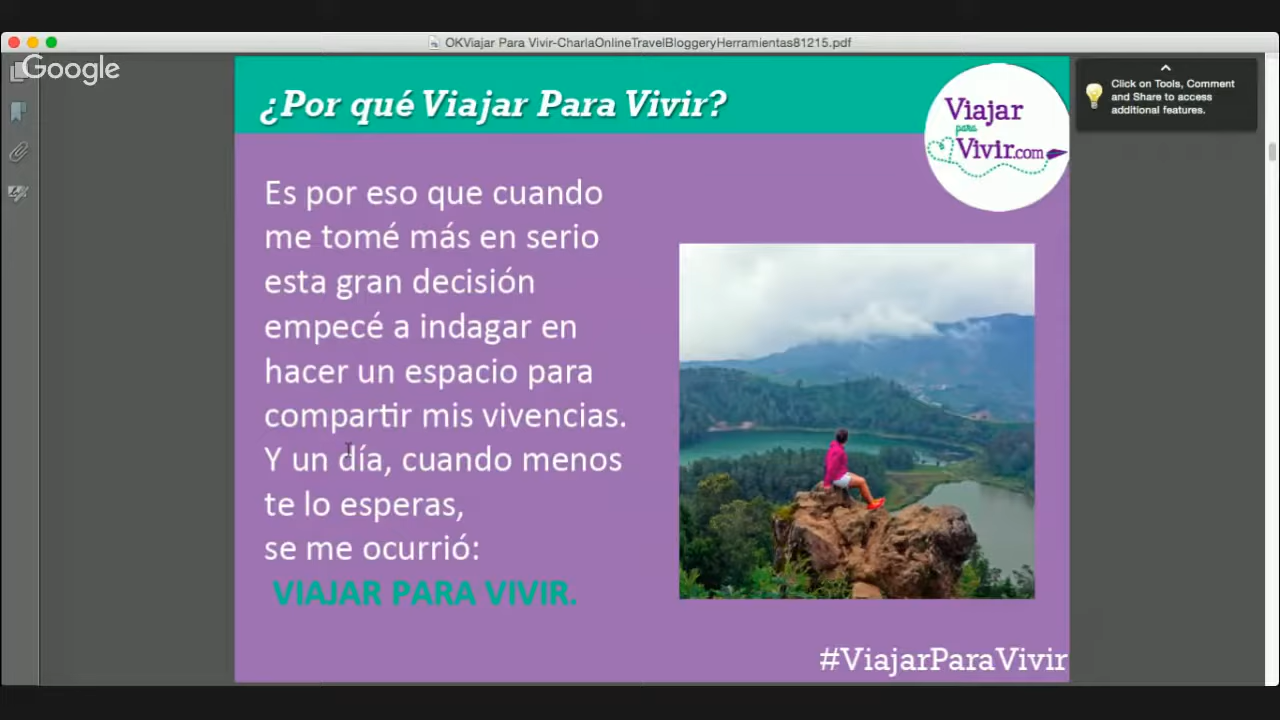 OKViajar Para Vivir-CharlaOnlineTravelBloggeryHerramientas81215.pdf
Google
Click on Tools, Comment
and Share to access
additional features.
¿Por qué Viajar Para Vivir?
Viajar
para
Vivir.com
Es por eso que cuando
me tomé más en serio
esta gran decisión
empecé a indagar en
hacer un espacio para
compartir mis vivencias.
Y un día, cuando menos
te lo esperas,
se me ocurrió:
VIAJAR PARA VIVIR.
#ViajarParaVivir